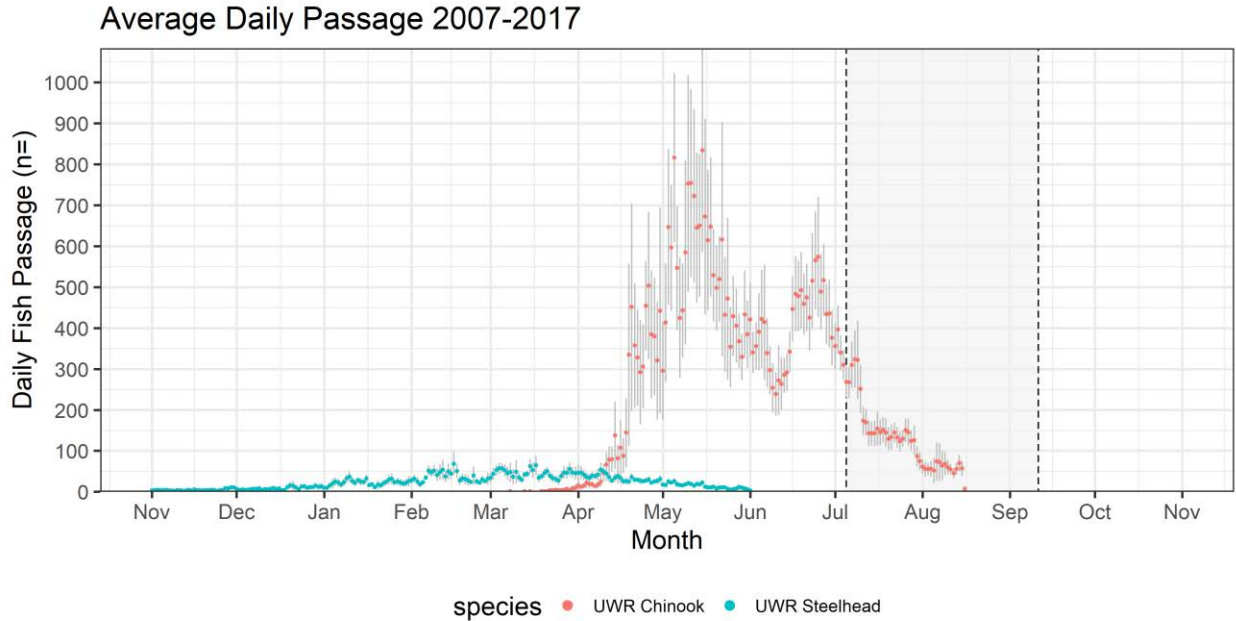 Average Daily Passage 2007-2017
Daily Fish Passage (n=)
1000
900
800
700
600
500
400
300
200
100
0
Nov Dec Jan Feb Mar Apr May Jun Jul Aug Sep Oct Nov
Month
species UWR Chinook UWR Steelhead